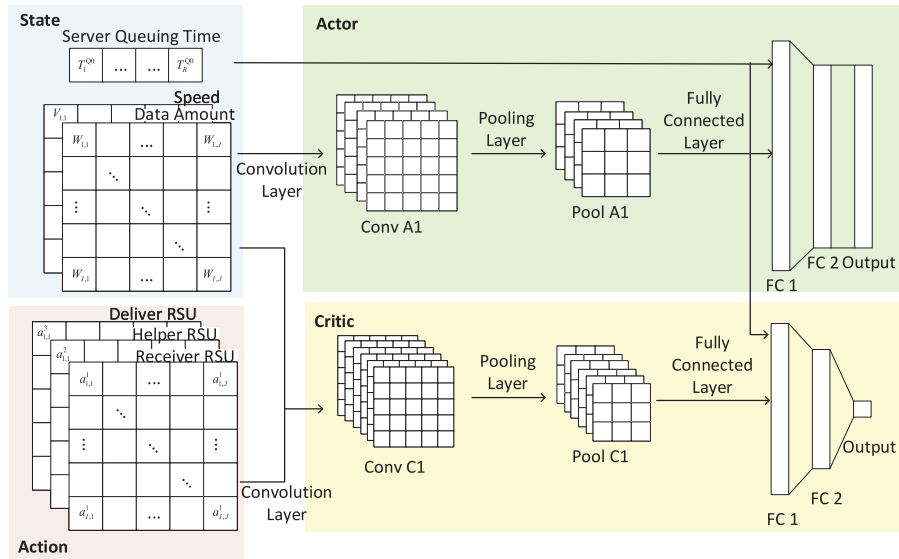 State
Server Queuing Time
T_1^{Q0} ... ... T_R^{Q0}
Speed
V_{1,1}
Data Amount
W_{1,1} ... W_{1,J}
⋱
⋮ ⋱ ⋮
⋱
W_{I,1} ... W_{I,J}
Convolution
Layer
Actor
Conv A1
Pooling
Layer
Pool A1
Fully
Connected
Layer
FC 1
FC 2
Output
Action
Deliver RSU
a_{1,1}^3
Helper RSU
a_{1,1}^2
Receiver RSU
a_{1,1}^1 ... a_{1,J}^1
⋱
⋮ ⋱ ⋮
⋱
a_{I,1}^1 ... a_{I,J}^1
Convolution
Layer
Critic
Conv C1
Pooling
Layer
Pool C1
Fully
Connected
Layer
FC 1
FC 2
Output